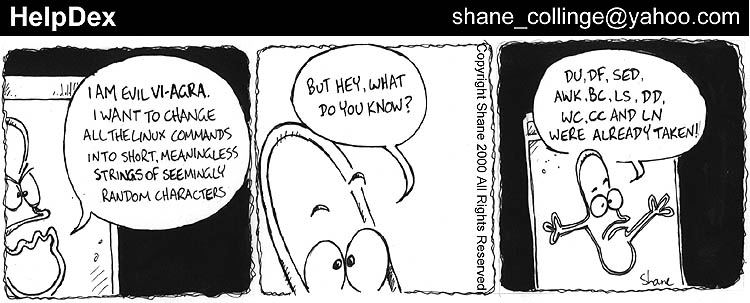 HelpDex
shane_collinge@yahoo.com
I AM EVIL VI-AGRA.
I WANT TO CHANGE
ALL THE LINUX COMMANDS
INTO SHORT, MEANINGLESS
STRINGS OF SEEMINGLY
RANDOM CHARACTERS
BUT HEY, WHAT
DO YOU KNOW?
Copyright Shane 2000 All Rights Reserved
DU, DF, SED,
AWK, BC, LS, DD,
WC, CC AND LN
WERE ALREADY TAKEN!
Shane